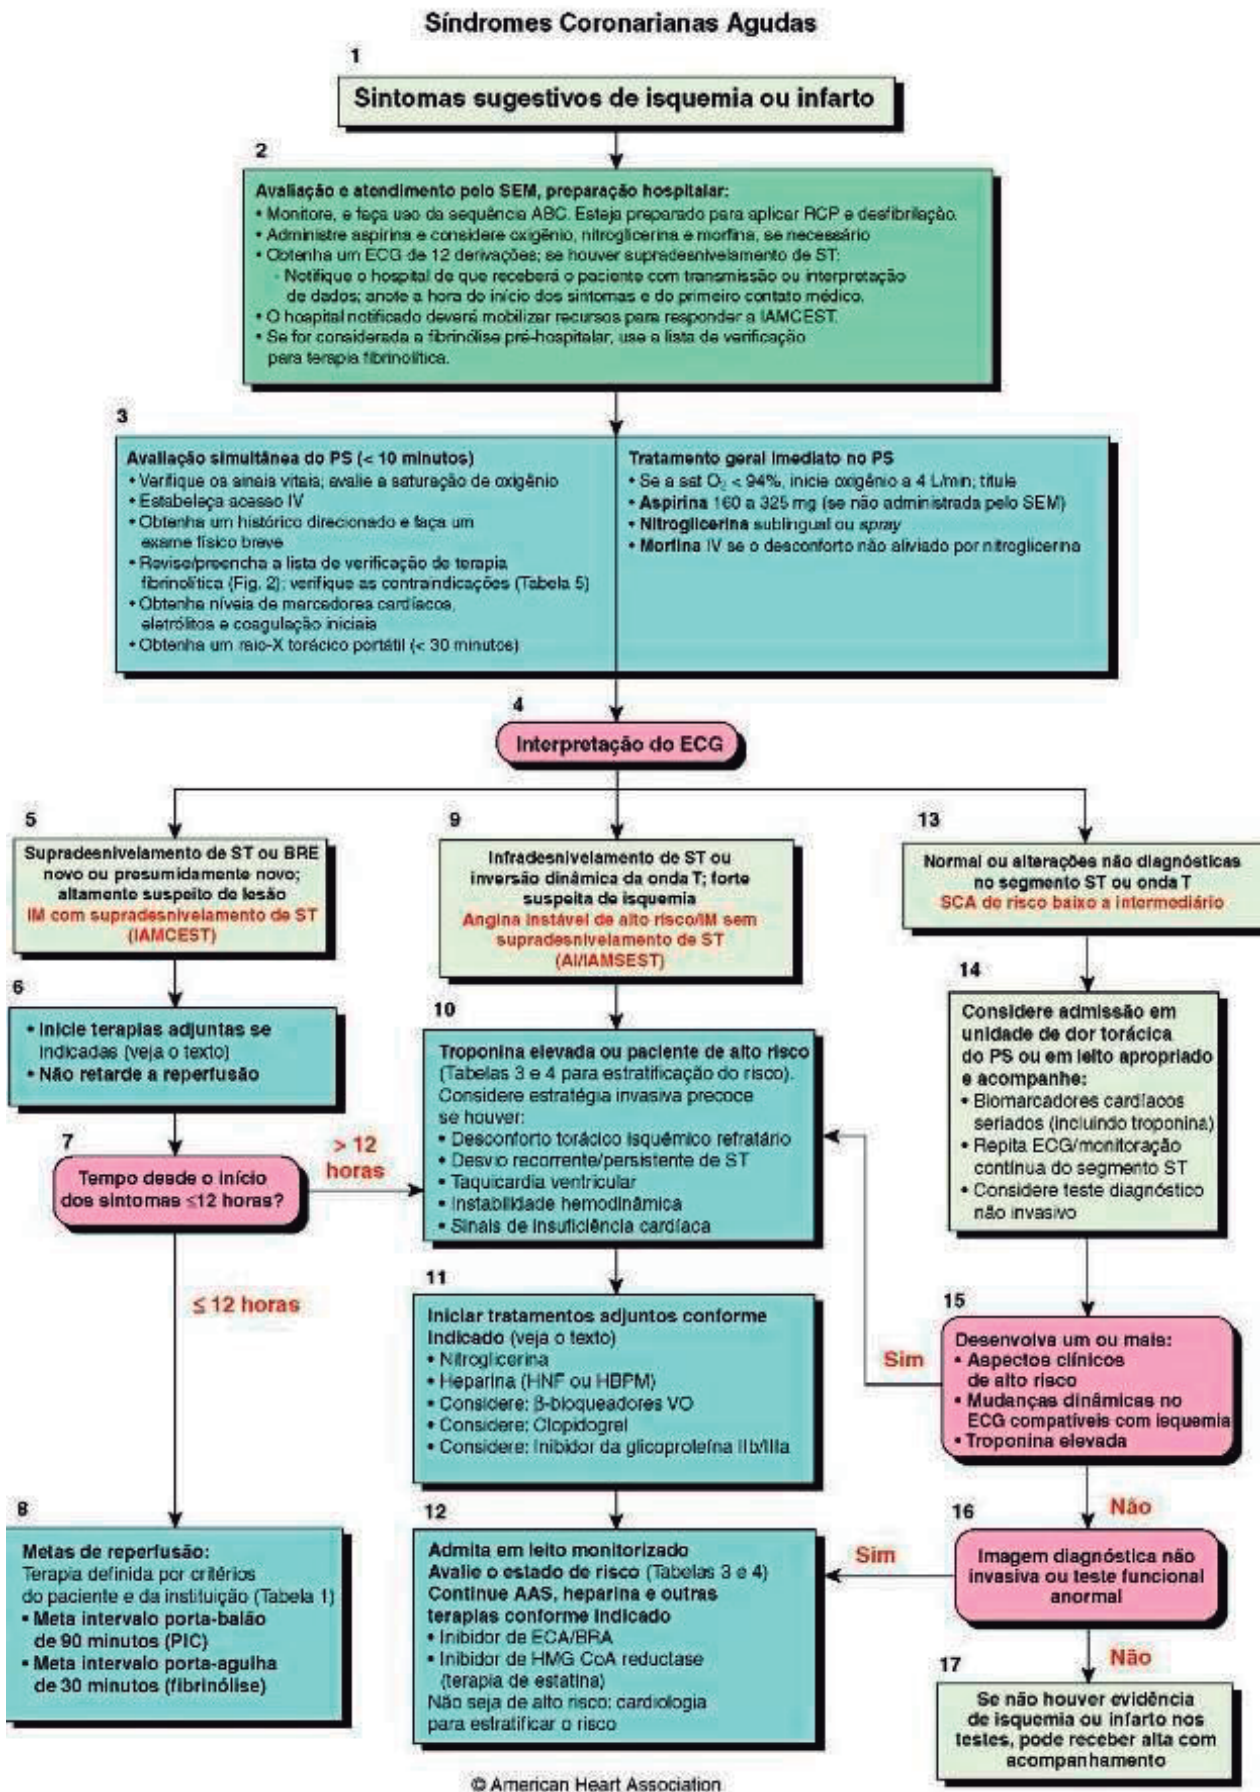 Síndromes Coronarianas Agudas
1
Sintomas sugestivos de isquemia ou infarto
2
Avaliação e atendimento pelo SEM, preparação hospitalar:
• Monitore, e faça uso da sequência ABC. Esteja preparado para aplicar RCP e desfibrilação.
• Administre aspirina e considere oxigênio, nitroglicerina e morfina, se necessário
• Obtenha um ECG de 12 derivações; se houver supradesnivelamento de ST:
- Notifique o hospital de que receberá o paciente com transmissão ou interpretação
de dados; anote a hora do início dos sintomas e do primeiro contato médico.
• O hospital notificado deverá mobilizar recursos para responder a IAMCEST.
• Se for considerada a fibrinólise pré-hospitalar, use a lista de verificação
para terapia fibrinolítica.
3
Avaliação simultânea do PS (< 10 minutos)
• Verifique os sinais vitais; avalie a saturação de oxigênio
• Estabeleça acesso IV
• Obtenha um histórico direcionado e faça um
exame físico breve
• Revise/preencha a lista de verificação de terapia
fibrinolítica (Fig. 2); verifique as contraindicações (Tabela 5)
• Obtenha níveis de marcadores cardíacos,
eletrólitos e coagulação iniciais
• Obtenha um raio-X torácico portátil (< 30 minutos)
Tratamento geral imediato no PS
• Se a sat O₂ < 94%, inicie oxigênio a 4 L/min; titule
• Aspirina 160 a 325 mg (se não administrada pelo SEM)
• Nitroglicerina sublingual ou spray
• Morfina IV se o desconforto não aliviado por nitroglicerina
4
Interpretação do ECG
5
Supradesnivelamento de ST ou BRE
novo ou presumidamente novo;
altamente suspeito de lesão
IM com supradesnivelamento de ST
(IAMCEST)
6
• Inicie terapias adjuntas se
indicadas (veja o texto)
• Não retarde a reperfusão
7
Tempo desde o início
dos sintomas ≤12 horas?
> 12
horas
≤ 12 horas
8
Metas de reperfusão:
Terapia definida por critérios
do paciente e da instituição (Tabela 1)
• Meta intervalo porta-balão
de 90 minutos (PIC)
• Meta intervalo porta-agulha
de 30 minutos (fibrinólise)
9
Infradesnivelamento de ST ou
inversão dinâmica da onda T; forte
suspeita de isquemia
Angina instável de alto risco/IM sem
supradesnivelamento de ST
(AI/IAMSEST)
10
Troponina elevada ou paciente de alto risco
(Tabelas 3 e 4 para estratificação do risco).
Considere estratégia invasiva precoce
se houver:
• Desconforto torácico isquêmico refratário
• Desvio recorrente/persistente de ST
• Taquicardia ventricular
• Instabilidade hemodinâmica
• Sinais de insuficiência cardíaca
11
Iniciar tratamentos adjuntos conforme
indicado (veja o texto)
• Nitroglicerina
• Heparina (HNF ou HBPM)
• Considere: β-bloqueadores VO
• Considere: Clopidogrel
• Considere: Inibidor da glicoproteína IIb/IIIa
12
Admita em leito monitorizado
Avalie o estado de risco (Tabelas 3 e 4)
Continue AAS, heparina e outras
terapias conforme indicado
• Inibidor de ECA/BRA
• Inibidor de HMG CoA reductase
(terapia de estatina)
Não seja de alto risco: cardiologia
para estratificar o risco
13
Normal ou alterações não diagnósticas
no segmento ST ou onda T
SCA de risco baixo a intermediário
14
Considere admissão em
unidade de dor torácica
do PS ou em leito apropriado
e acompanhe:
• Biomarcadores cardíacos
seriados (incluindo troponina)
• Repita ECG/monitoração
contínua do segmento ST
• Considere teste diagnóstico
não invasivo
15
Desenvolva um ou mais:
• Aspectos clínicos
de alto risco
• Mudanças dinâmicas no
ECG compatíveis com isquemia
• Troponina elevada
Sim
Não
16
Imagem diagnóstica não
invasiva ou teste funcional
anormal
Sim
Não
17
Se não houver evidência
de isquemia ou infarto nos
testes, pode receber alta com
acompanhamento
© American Heart Association